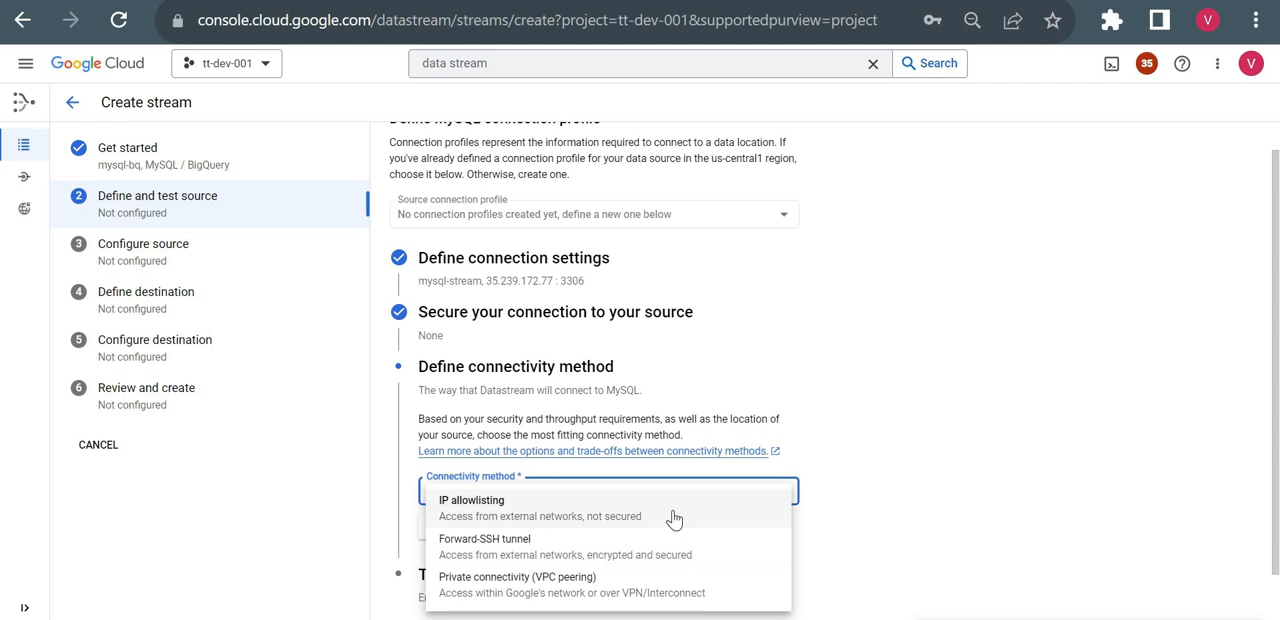 console.cloud.google.com/datastream/streams/create?project=tt-dev-001&supportedpurview=project
V
Google Cloud
tt-dev-001
data stream
Search
35
V
Create stream
Get started
mysql-bq, MySQL / BigQuery
2
Define and test source
Not configured
3
Configure source
Not configured
4
Define destination
Not configured
5
Configure destination
Not configured
6
Review and create
Not configured
CANCEL
Define MySQL connection profile
Connection profiles represent the information required to connect to a data location. If
you've already defined a connection profile for your data source in the us-central1 region,
choose it below. Otherwise, create one.
Source connection profile
No connection profiles created yet, define a new one below
Define connection settings
mysql-stream, 35.239.172.77 : 3306
Secure your connection to your source
None
Define connectivity method
The way that Datastream will connect to MySQL.
Based on your security and throughput requirements, as well as the location of
your source, choose the most fitting connectivity method.
Learn more about the options and trade-offs between connectivity methods.
Connectivity method *
IP allowlisting
Access from external networks, not secured
Forward-SSH tunnel
Access from external networks, encrypted and secured
Private connectivity (VPC peering)
Access within Google's network or over VPN/Interconnect